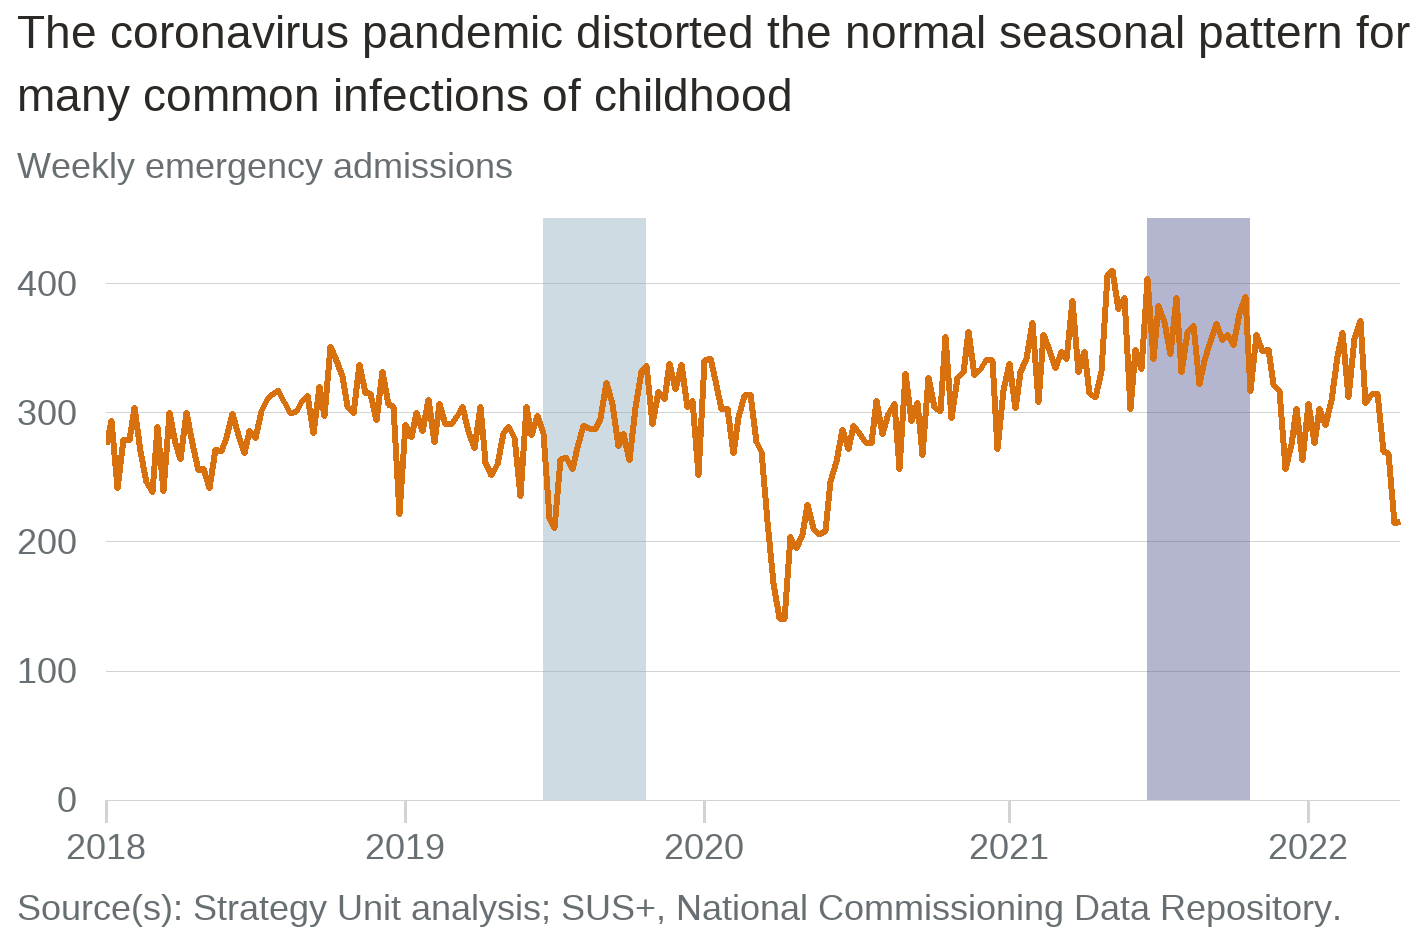 The coronavirus pandemic distorted the normal seasonal pattern for
many common infections of childhood
Weekly emergency admissions
400
300
200
100
0
2018 2019 2020 2021 2022
Source(s): Strategy Unit analysis; SUS+, National Commissioning Data Repository.